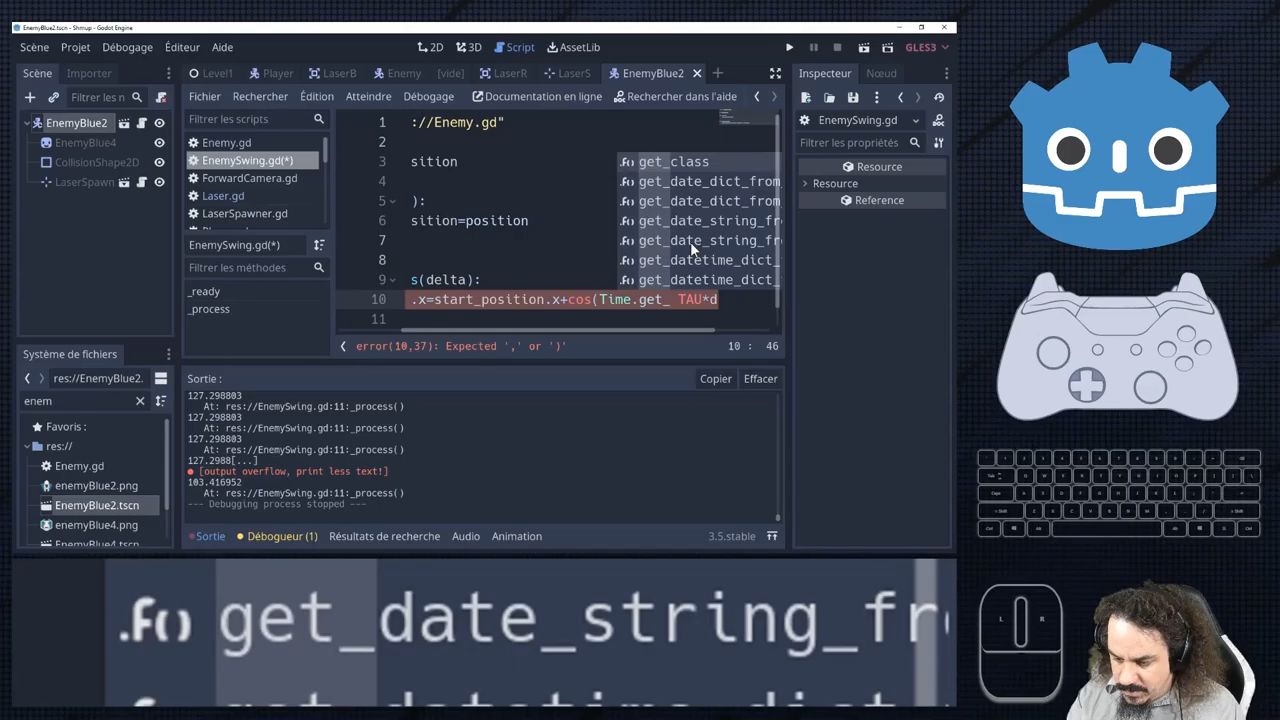 EnemyBlue2.tscn - Shmup - Godot Engine
Scène Projet Débogage Éditeur Aide
2D 3D Script AssetLib
GLES3
Scène Importer
Level1 Player LaserB Enemy [vide] LaserR LaserS EnemyBlue2
Inspecteur Nœud
Filtrer les n
Fichier Rechercher Édition Atteindre Débogage Documentation en ligne Rechercher dans l'aide
EnemyBlue2
EnemyBlue4
CollisionShape2D
LaserSpawn
Filtrer les scripts
Enemy.gd
EnemySwing.gd(*)
ForwardCamera.gd
Laser.gd
LaserSpawner.gd
EnemySwing.gd(*)
Filtrer les méthodes
_ready
_process
1 ://Enemy.gd"
2
3 sition
4
5 ):
6 sition=position
7
8
9 s(delta):
10 .x=start_position.x+cos(Time.get_ TAU*d
11
get_class
get_date_dict_from_
get_date_dict_from_
get_date_string_fr
get_date_string_fr
get_datetime_dict_
get_datetime_dict_
error(10,37): Expected ',' or ')'
10 : 46
EnemySwing.gd
Filtrer les propriétés
Resource
Resource
Reference
Système de fichiers
res://EnemyBlue2.
enem
Favoris :
res://
Enemy.gd
enemyBlue2.png
EnemyBlue2.tscn
enemyBlue4.png
EnemyBlue4.tscn
Sortie :
Copier Effacer
127.298803
At: res://EnemySwing.gd:11:_process()
127.298803
At: res://EnemySwing.gd:11:_process()
127.298803
At: res://EnemySwing.gd:11:_process()
127.2988[...]
[output overflow, print less text!]
103.416952
At: res://EnemySwing.gd:11:_process()
--- Debugging process stopped ---
Sortie Débogueur (1) Résultats de recherche Audio Animation
3.5.stable
.f() get_date_string_fr
L R